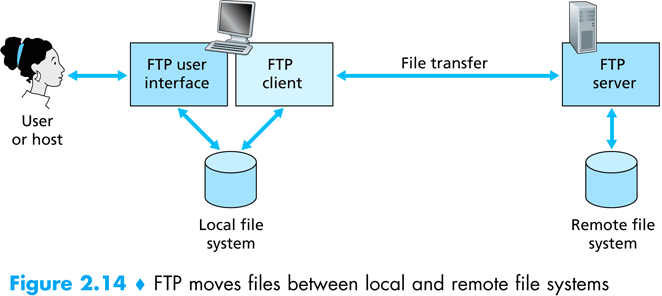 FTP user
interface
FTP
client
File transfer
FTP
server
User
or host
Local file
system
Remote file
system
Figure 2.14 ♦ FTP moves files between local and remote file systems